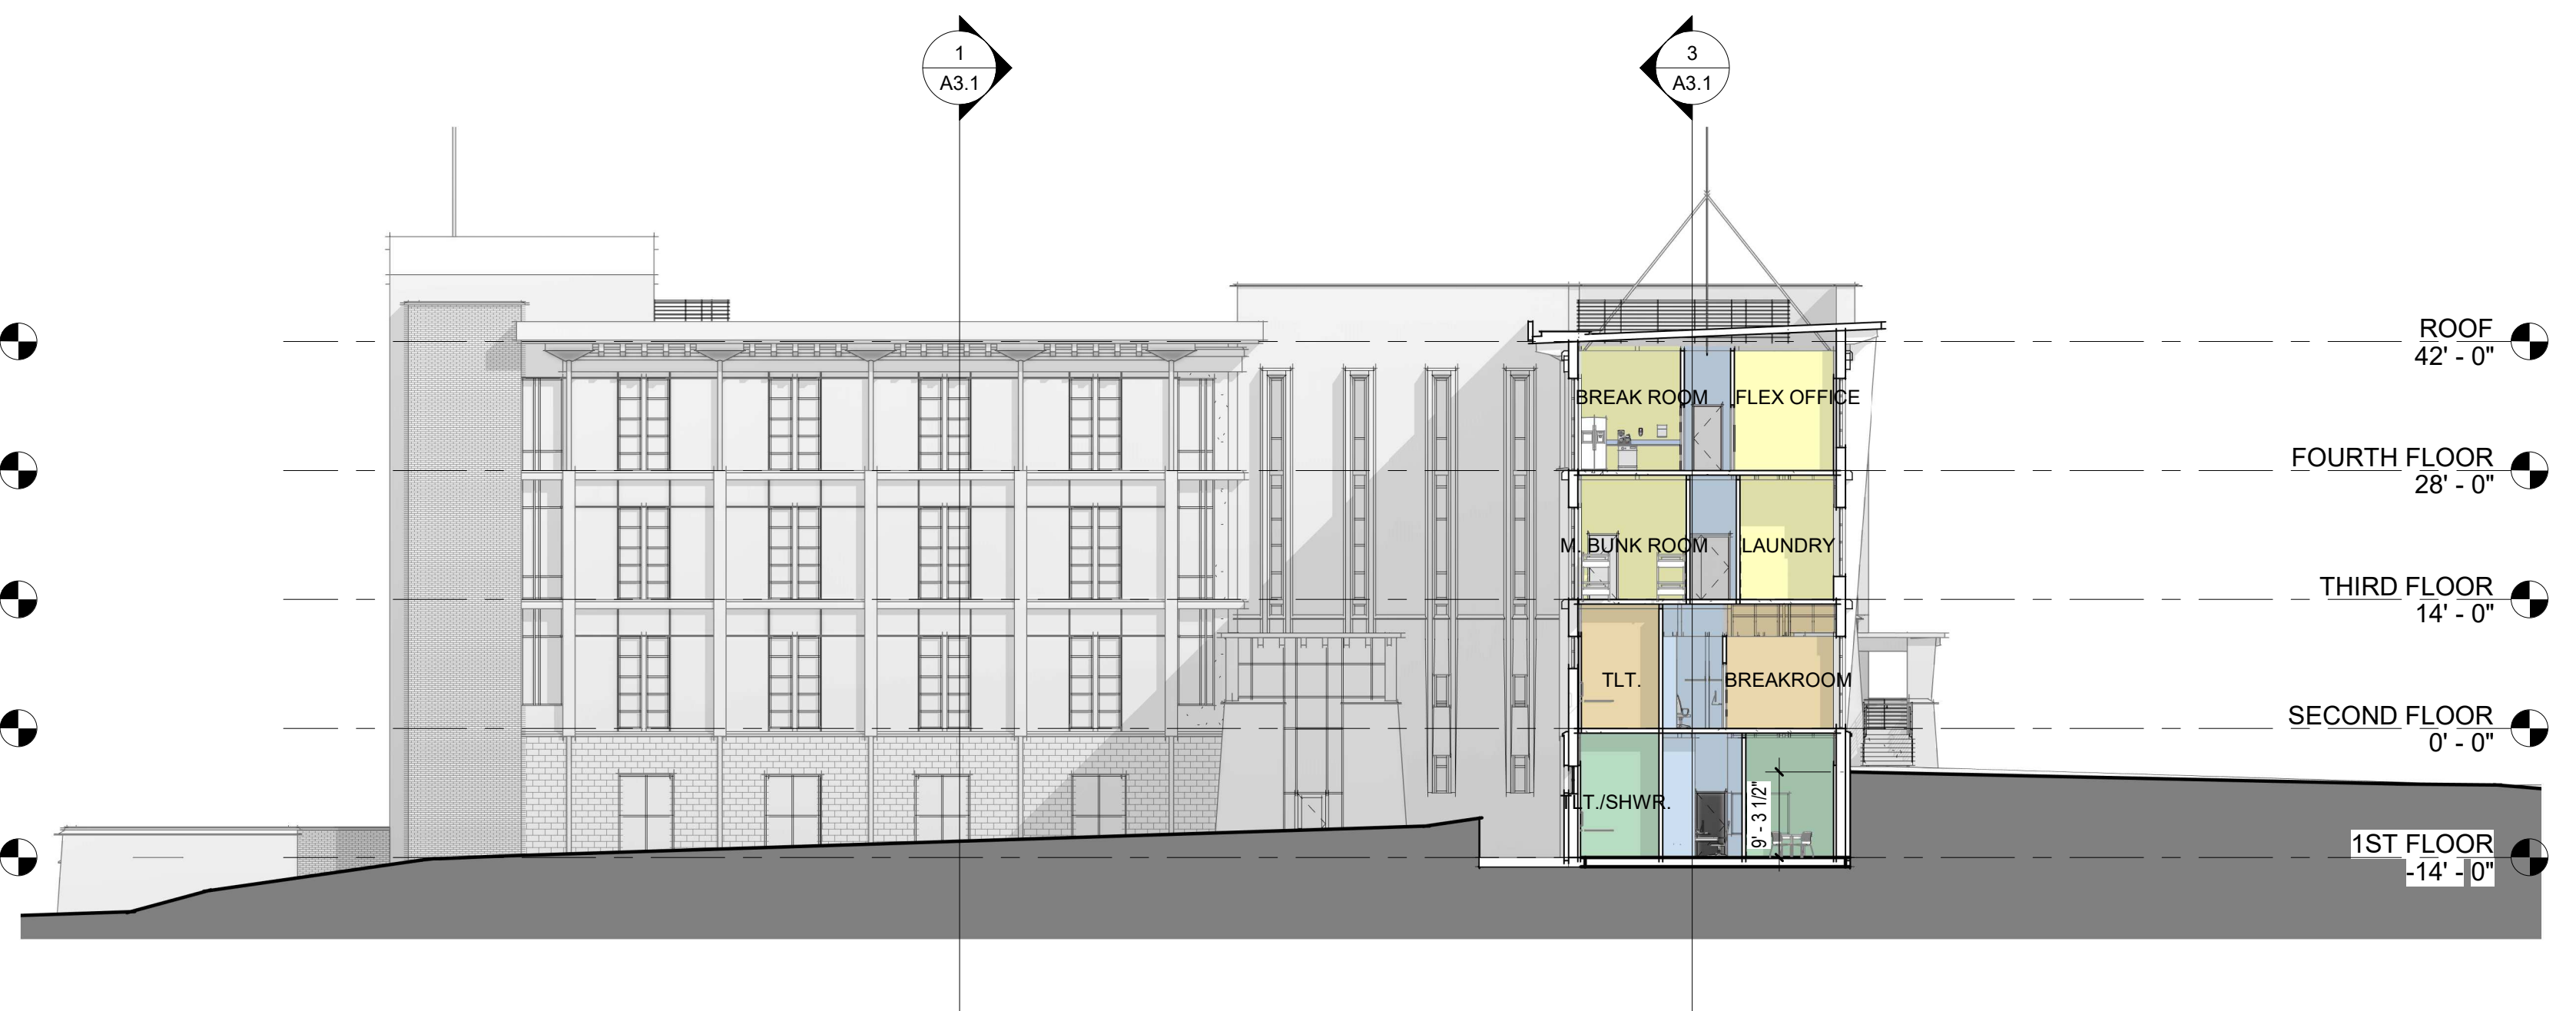 1
A3.1
3
A3.1
ROOF
42' - 0"
BREAK ROOM
FLEX OFFICE
FOURTH FLOOR
28' - 0"
M. BUNK ROOM
LAUNDRY
THIRD FLOOR
14' - 0"
TLT.
BREAKROOM
SECOND FLOOR
0' - 0"
TLT./SHWR.
9' - 3 1/2"
1ST FLOOR
-14' - 0"